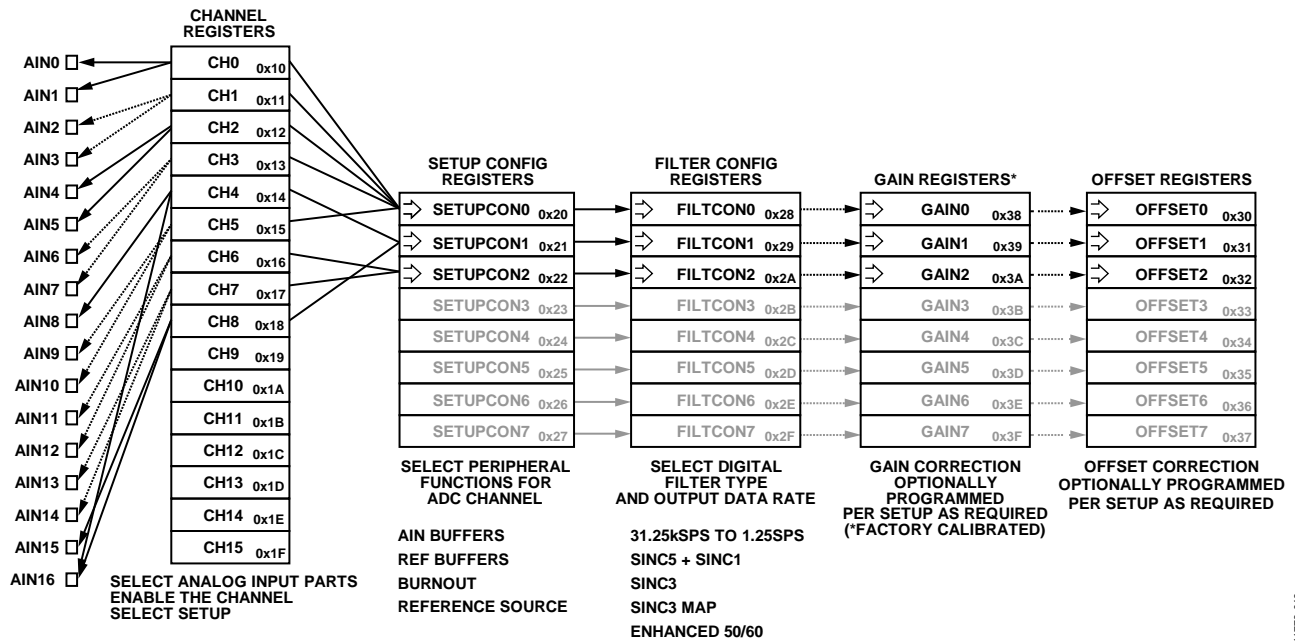 CHANNEL
REGISTERS
AIN0
AIN1
AIN2
AIN3
AIN4
AIN5
AIN6
AIN7
AIN8
AIN9
AIN10
AIN11
AIN12
AIN13
AIN14
AIN15
AIN16
CH0 0x10
CH1 0x11
CH2 0x12
CH3 0x13
CH4 0x14
CH5 0x15
CH6 0x16
CH7 0x17
CH8 0x18
CH9 0x19
CH10 0x1A
CH11 0x1B
CH12 0x1C
CH13 0x1D
CH14 0x1E
CH15 0x1F
SELECT ANALOG INPUT PARTS
ENABLE THE CHANNEL
SELECT SETUP
SETUP CONFIG
REGISTERS
SETUPCON0 0x20
SETUPCON1 0x21
SETUPCON2 0x22
SETUPCON3 0x23
SETUPCON4 0x24
SETUPCON5 0x25
SETUPCON6 0x26
SETUPCON7 0x27
SELECT PERIPHERAL
FUNCTIONS FOR
ADC CHANNEL
AIN BUFFERS
REF BUFFERS
BURNOUT
REFERENCE SOURCE
FILTER CONFIG
REGISTERS
FILTCON0 0x28
FILTCON1 0x29
FILTCON2 0x2A
FILTCON3 0x2B
FILTCON4 0x2C
FILTCON5 0x2D
FILTCON6 0x2E
FILTCON7 0x2F
SELECT DIGITAL
FILTER TYPE
AND OUTPUT DATA RATE
31.25kSPS TO 1.25SPS
SINC5 + SINC1
SINC3
SINC3 MAP
ENHANCED 50/60
GAIN REGISTERS*
GAIN0 0x38
GAIN1 0x39
GAIN2 0x3A
GAIN3 0x3B
GAIN4 0x3C
GAIN5 0x3D
GAIN6 0x3E
GAIN7 0x3F
GAIN CORRECTION
OPTIONALLY
PROGRAMMED
PER SETUP AS REQUIRED
(*FACTORY CALIBRATED)
OFFSET REGISTERS
OFFSET0 0x30
OFFSET1 0x31
OFFSET2 0x32
OFFSET3 0x33
OFFSET4 0x34
OFFSET5 0x35
OFFSET6 0x36
OFFSET7 0x37
OFFSET CORRECTION
OPTIONALLY PROGRAMMED
PER SETUP AS REQUIRED